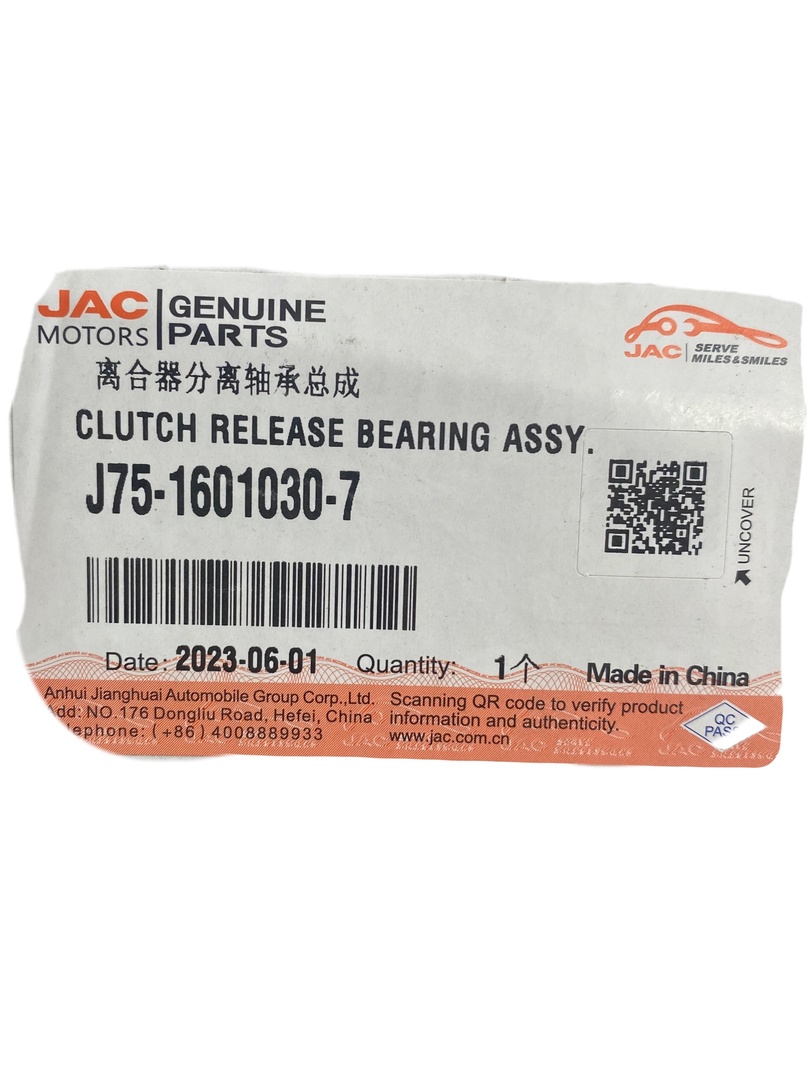 JAC MOTORS
GENUINE PARTS
JAC SERVE MILES&SMILES
离合器分离轴承总成
CLUTCH RELEASE BEARING ASSY.
J75-1601030-7
UNCOVER
Date: 2023-06-01 Quantity: 1个 Made in China
Anhui Jianghuai Automobile Group Corp.,Ltd.
Add: NO.176 Dongliu Road, Hefei, China
lephone: (+86) 4008889933
Scanning QR code to verify product
information and authenticity.
www.jac.com.cn
QC
PASS